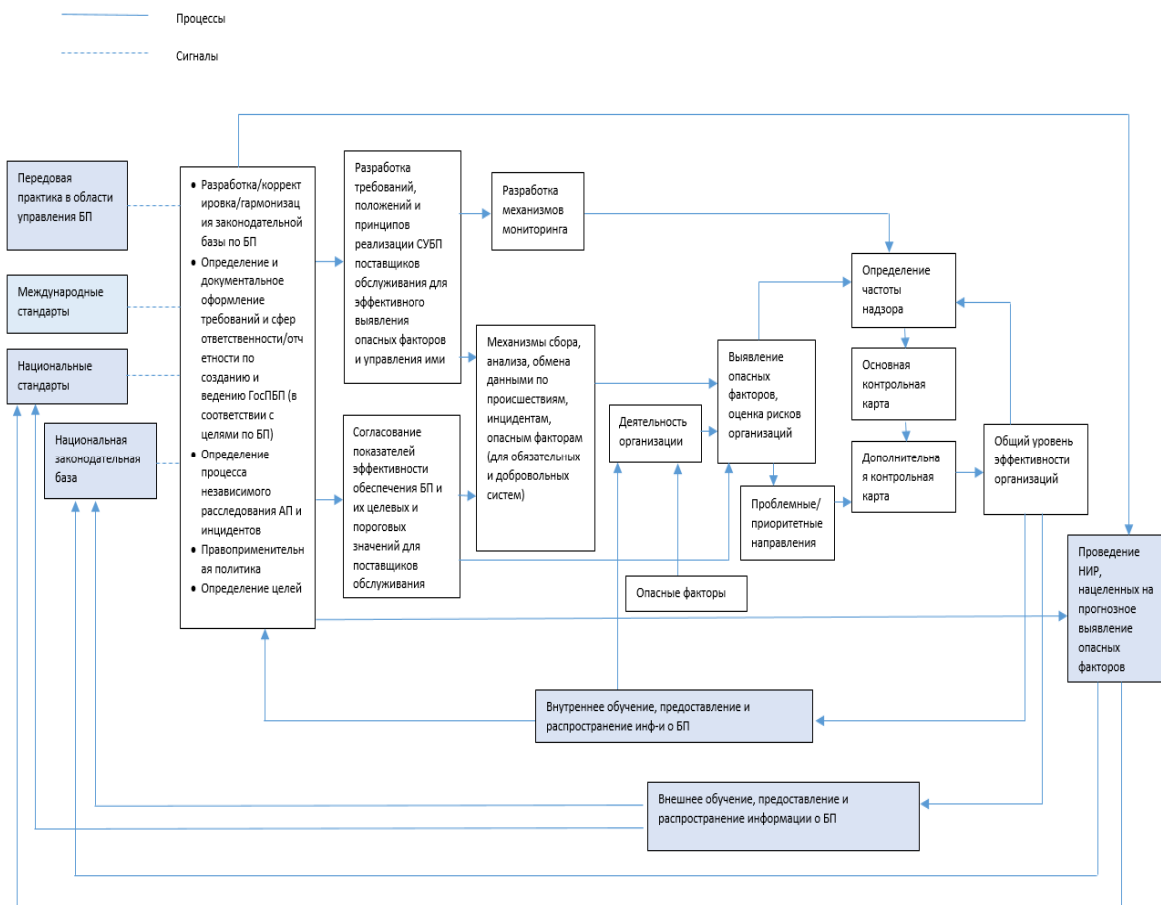 Процессы
Сигналы
Передовая
практика в области
управления БП
Международные
стандарты
Национальные
стандарты
Национальная
законодательная
база
• Разработка/коррект
ировка/гармонизац
ия законодательной
базы по БП
• Определение и
документальное
оформление
требований и сфер
ответственности/отч
етности по
созданию и
ведению ГосПБП (в
соответствии с
целями по БП)
• Определение
процесса
независимого
расследования АП и
инцидентов
• Правоприменительн
ая политика
• Определение целей
Разработка
требований,
положений и
принципов
реализации СУБП
поставщиков
обслуживания для
эффективного
выявления
опасных факторов
и управления ими
Согласование
показателей
эффективности
обеспечения БП и
их целевых и
пороговых
значений для
поставщиков
обслуживания
Разработка
механизмов
мониторинга
Механизмы сбора,
анализа, обмена
данными по
происшествиям,
инцидентам,
опасным факторам
(для обязательных
и добровольных
систем)
Деятельность
организации
Опасные факторы
Выявление
опасных
факторов,
оценка рисков
организаций
Проблемные/
приоритетные
направления
Определение
частоты
надзора
Основная
контрольная
карта
Дополнительна
я контрольная
карта
Общий уровень
эффективности
организаций
Проведение
НИР,
нацеленных на
прогнозное
выявление
опасных
факторов
Внутреннее обучение, предоставление и
распространение инф-и о БП
Внешнее обучение, предоставление и
распространение информации о БП